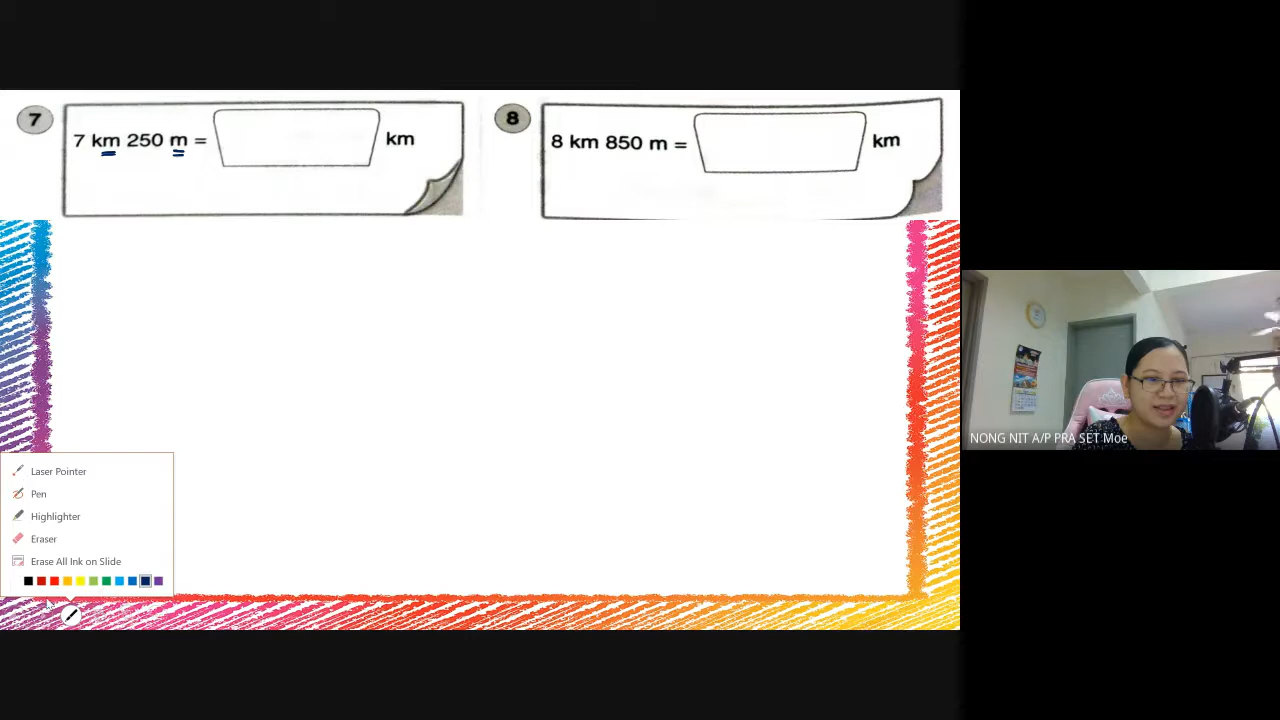 7
7 km 250 m = km
8
8 km 850 m = km
Laser Pointer
Pen
Highlighter
Eraser
Erase All Ink on Slide
NONG NIT A/P PRA SET Moe